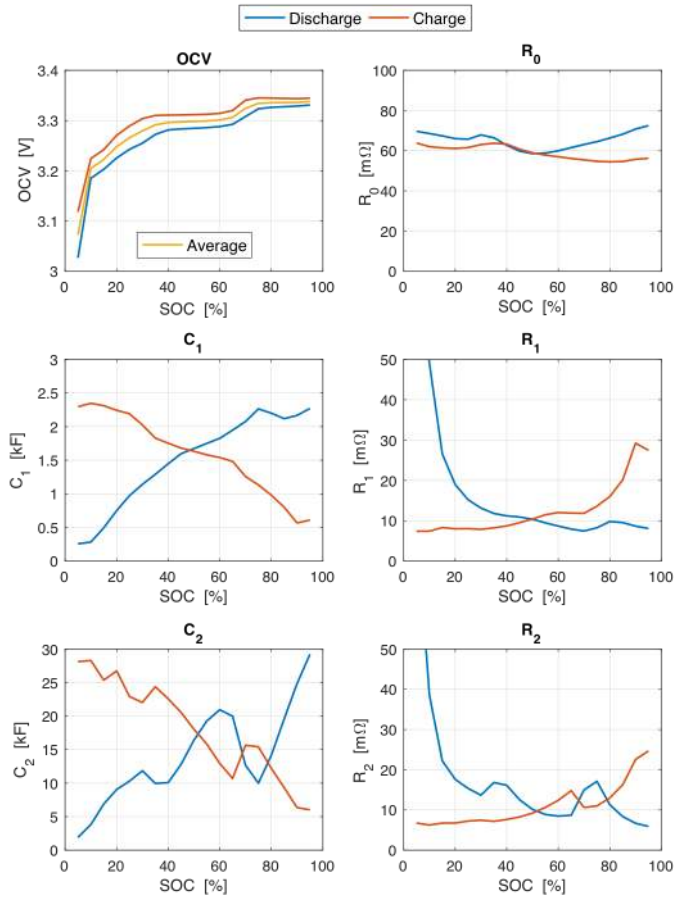 Discharge Charge
OCV
3.4
3.3
3.2
3.1
3
OCV [V]
Average
0 20 40 60 80 100
SOC [%]
R0
100
80
60
40
20
0
R0 [mΩ]
0 20 40 60 80 100
SOC [%]
C1
3
2.5
2
1.5
1
0.5
0
C1 [kF]
0 20 40 60 80 100
SOC [%]
R1
50
40
30
20
10
0
R1 [mΩ]
0 20 40 60 80 100
SOC [%]
C2
30
25
20
15
10
5
0
C2 [kF]
0 20 40 60 80 100
SOC [%]
R2
50
40
30
20
10
0
R2 [mΩ]
0 20 40 60 80 100
SOC [%]